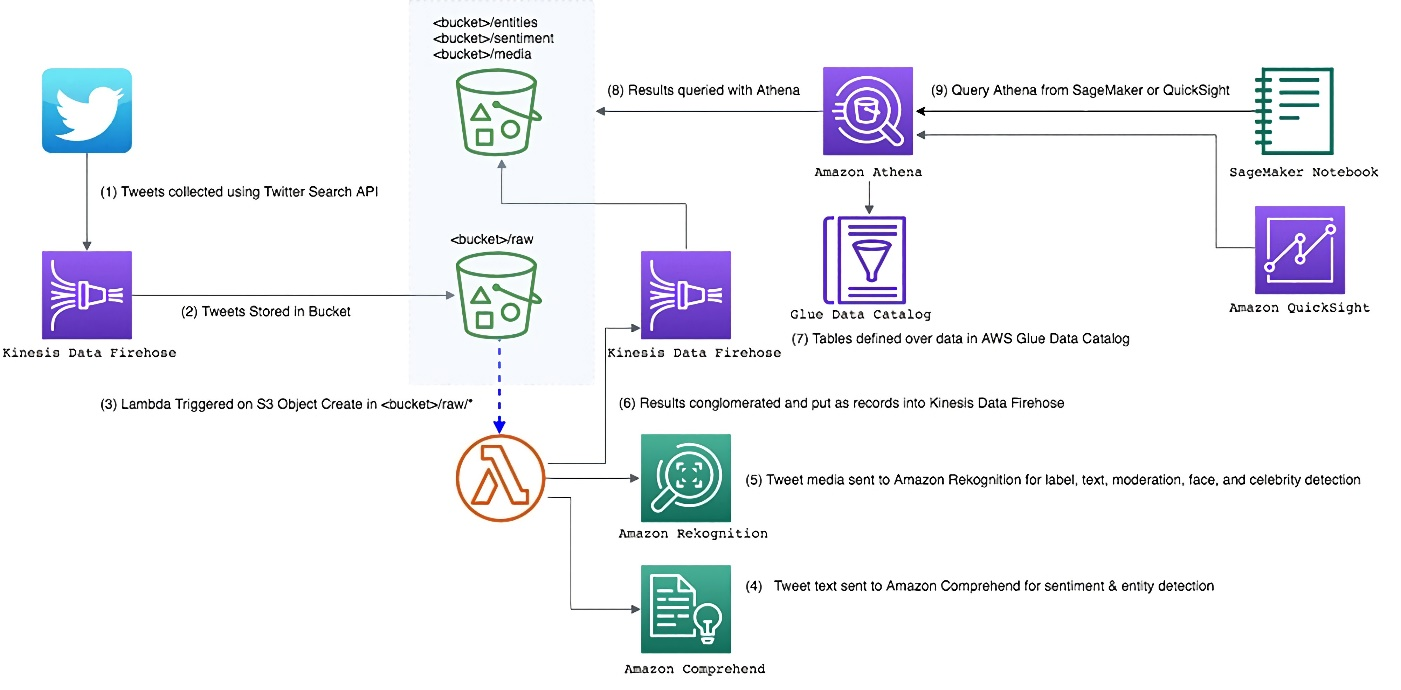 <bucket>/entities
<bucket>/sentiment
<bucket>/media
(8) Results queried with Athena
(9) Query Athena from SageMaker or QuickSight
Amazon Athena
SageMaker Notebook
(1) Tweets collected using Twitter Search API
<bucket>/raw
(2) Tweets Stored in Bucket
Kinesis Data Firehose
Kinesis Data Firehose
Glue Data Catalog
Amazon QuickSight
(7) Tables defined over data in AWS Glue Data Catalog
(3) Lambda Triggered on S3 Object Create in <bucket>/raw/*
(6) Results conglomerated and put as records into Kinesis Data Firehose
(5) Tweet media sent to Amazon Rekognition for label, text, moderation, face, and celebrity detection
Amazon Rekognition
(4) Tweet text sent to Amazon Comprehend for sentiment & entity detection
Amazon Comprehend